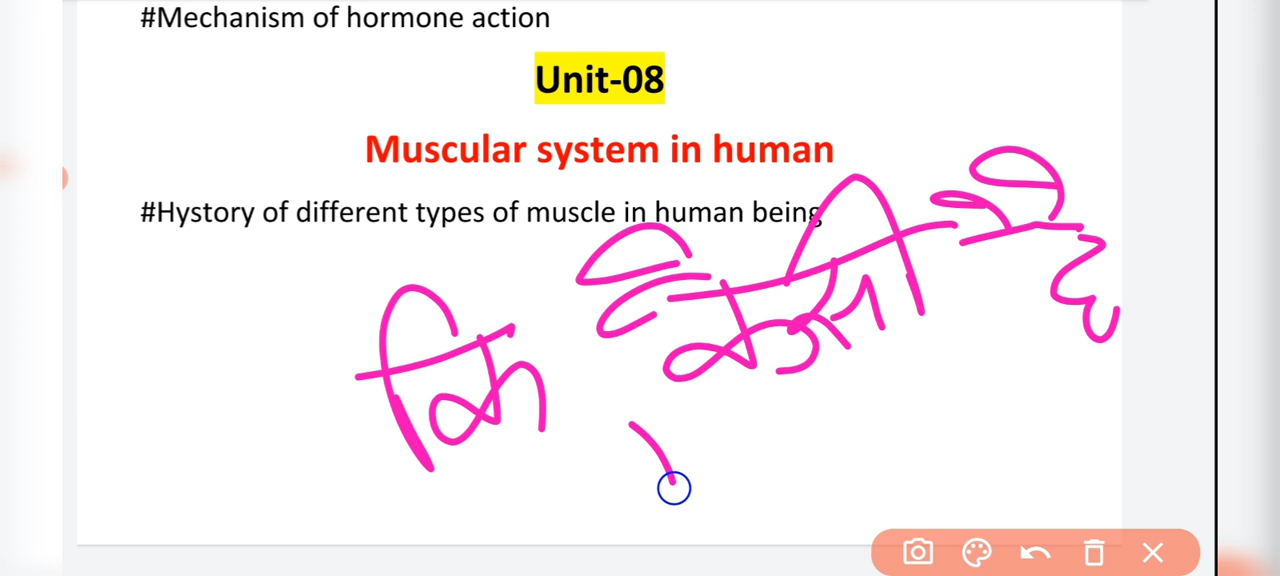 #Mechanism of hormone action
Unit-08
Muscular system in human
#Hystory of different types of muscle in human being
कि